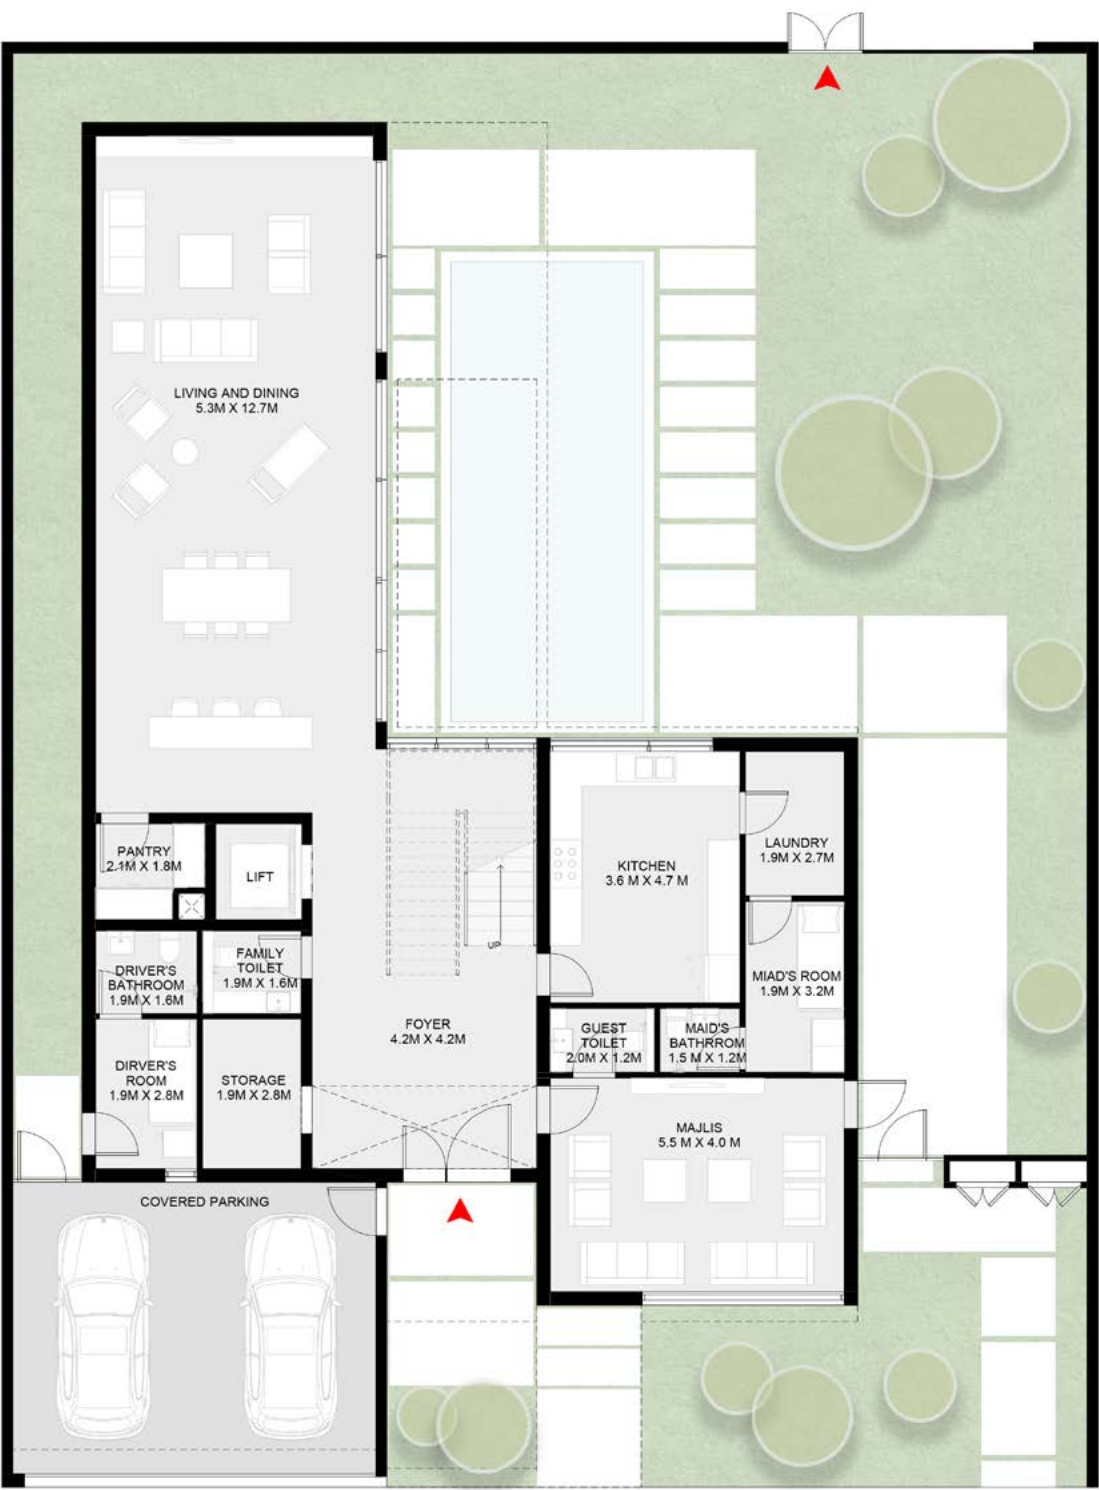 LIVING AND DINING
5.3M X 12.7M
PANTRY
2.1M X 1.8M
LIFT
KITCHEN
3.6 M X 4.7 M
LAUNDRY
1.9M X 2.7M
UP
DRIVER'S
BATHROOM
1.9M X 1.6M
FAMILY
TOILET
1.9M X 1.6M
MIAD'S ROOM
1.9M X 3.2M
FOYER
4.2M X 4.2M
GUEST
TOILET
2.0M X 1.2M
MAID'S
BATHRROM
1.5 M X 1.2M
DIRVER'S
ROOM
1.9M X 2.8M
STORAGE
1.9M X 2.8M
MAJLIS
5.5 M X 4.0 M
COVERED PARKING